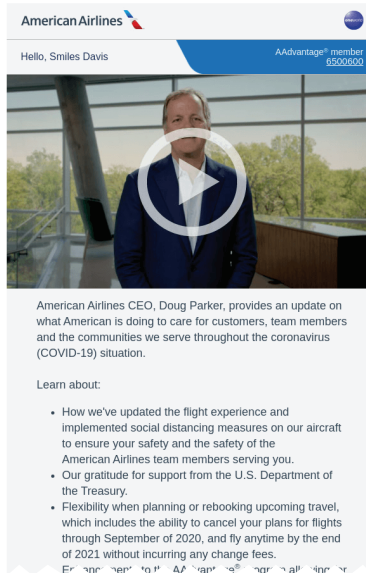 American Airlines
Hello, Smiles Davis
AAdvantage® member
6500600
American Airlines CEO, Doug Parker, provides an update on
what American is doing to care for customers, team members
and the communities we serve throughout the coronavirus
(COVID-19) situation.
Learn about:
• How we've updated the flight experience and
implemented social distancing measures on our aircraft
to ensure your safety and the safety of the
American Airlines team members serving you.
• Our gratitude for support from the U.S. Department of
the Treasury.
• Flexibility when planning or rebooking upcoming travel,
which includes the ability to cancel your plans for flights
through September of 2020, and fly anytime by the end
of 2021 without incurring any change fees.